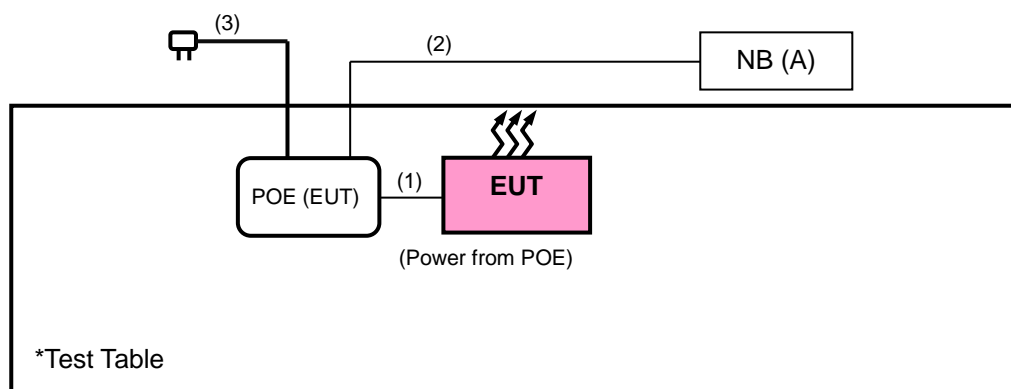 (3)
(2)
NB (A)
POE (EUT)
(1)
EUT
(Power from POE)
*Test Table